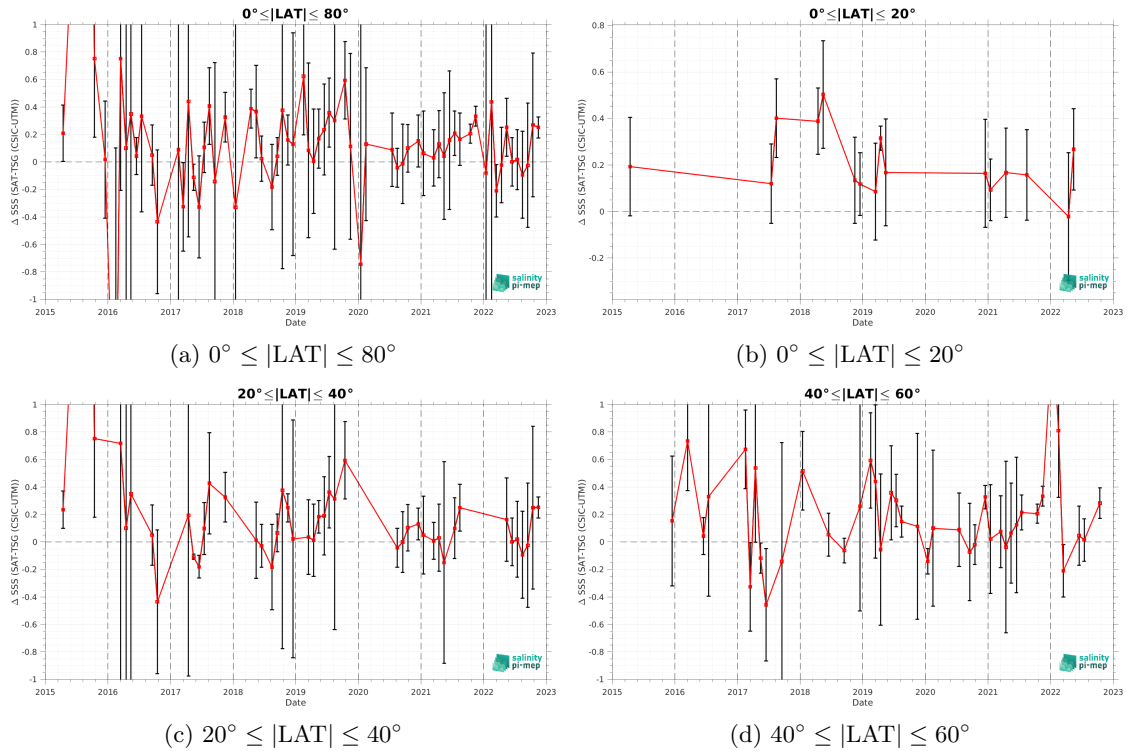 0°≤|LAT|≤ 80°
Δ SSS (SAT-TSG (CSIC-UTM))
1
0.8
0.6
0.4
0.2
0
-0.2
-0.4
-0.6
-0.8
-1
2015 2016 2017 2018 2019 2020 2021 2022 2023
Date
salinity
pi-mep
(a) 0° ≤ |LAT| ≤ 80°
0°≤|LAT|≤ 20°
Δ SSS (SAT-TSG (CSIC-UTM))
0.8
0.6
0.4
0.2
0
-0.2
2015 2016 2017 2018 2019 2020 2021 2022 2023
Date
salinity
pi-mep
(b) 0° ≤ |LAT| ≤ 20°
20°≤|LAT|≤ 40°
Δ SSS (SAT-TSG (CSIC-UTM))
1
0.8
0.6
0.4
0.2
0
-0.2
-0.4
-0.6
-0.8
-1
2015 2016 2017 2018 2019 2020 2021 2022 2023
Date
salinity
pi-mep
(c) 20° ≤ |LAT| ≤ 40°
40°≤|LAT|≤ 60°
Δ SSS (SAT-TSG (CSIC-UTM))
1
0.8
0.6
0.4
0.2
0
-0.2
-0.4
-0.6
-0.8
-1
2015 2016 2017 2018 2019 2020 2021 2022 2023
Date
salinity
pi-mep
(d) 40° ≤ |LAT| ≤ 60°